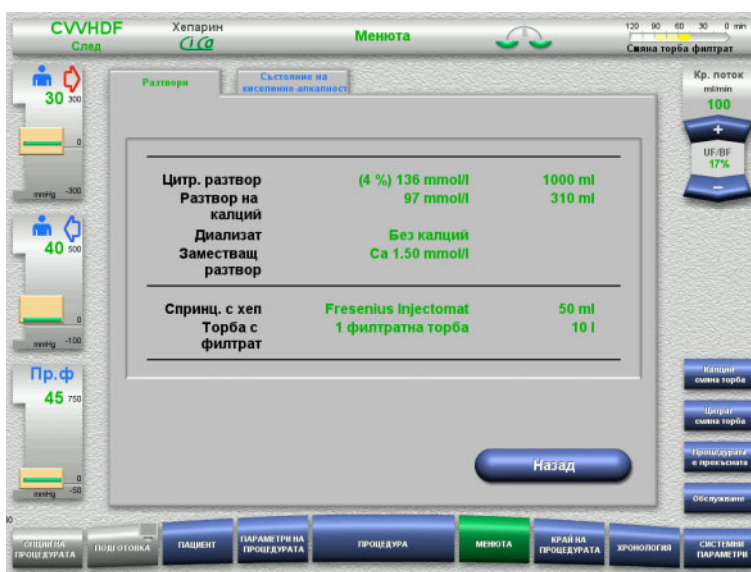 CVVHDF
След
Хепарин
CiCa
Менюта
120 90 60 30 0 min
Смяна торба филтрат
30 300
0
mmHg -300
40 500
0
mmHg -100
Пр.ф
45 750
0
mmHg -50
Разтвори
Състояние на
киселинно-алкалност
Цитр. разтвор (4 %) 136 mmol/l 1000 ml
Разтвор на 97 mmol/l 310 ml
калций
Диализат Без калций
Заместващ Ca 1.50 mmol/l
разтвор
Спринц. с хеп Fresenius Injectomat 50 ml
Торба с 1 филтратна торба 10 l
филтрат
Назад
Кр. поток
ml/min
100
+
UF/BF
17%
−
Калций
смяна торба
Цитрат
смяна торба
Процедурата
е прекъсната
Обслужване
ОПЦИИ НА
ПРОЦЕДУРАТА
ПОДГОТОВКА
ПАЦИЕНТ
ПАРАМЕТРИ НА
ПРОЦЕДУРАТА
ПРОЦЕДУРА
МЕНЮТА
КРАЙ НА
ПРОЦЕДУРАТА
ХРОНОЛОГИЯ
СИСТЕМНИ
ПАРАМЕТРИ